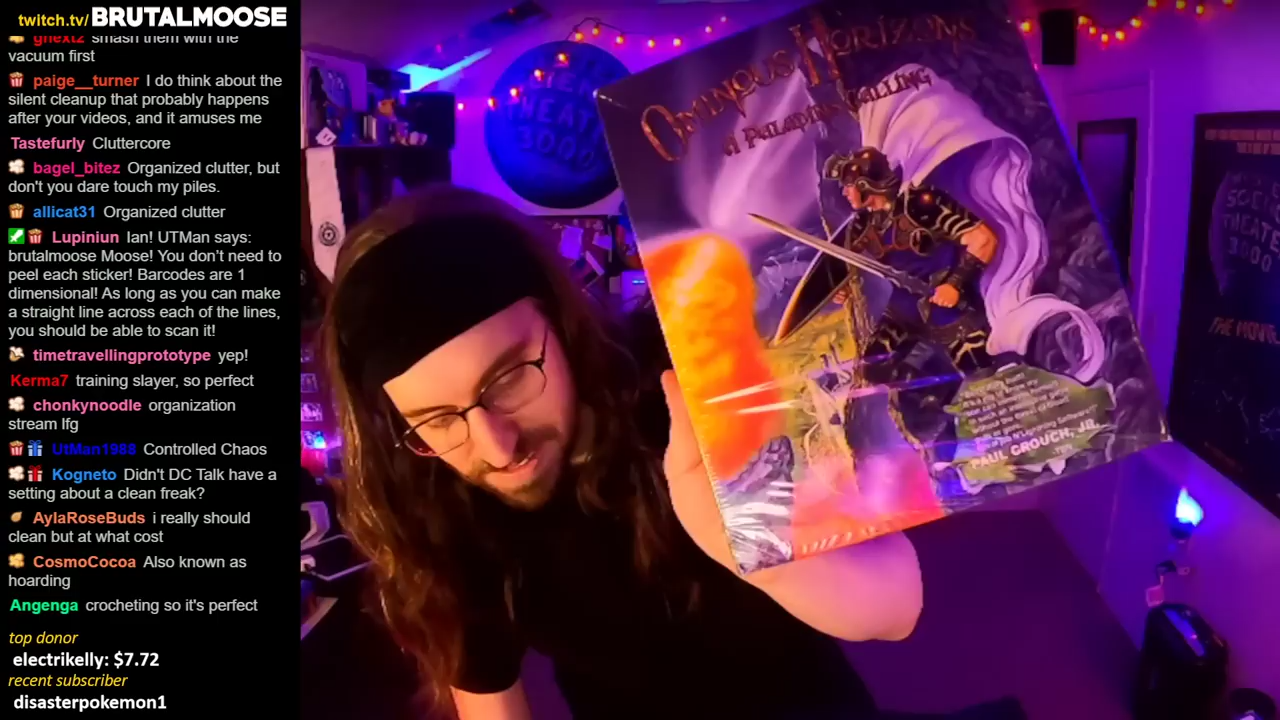 twitch.tv/BRUTALMOOSE
ghext2 smash them with the
vacuum first
paige__turner I do think about the
silent cleanup that probably happens
after your videos, and it amuses me
Tastefurly Cluttercore
bagel_bitez Organized clutter, but
don't you dare touch my piles.
allicat31 Organized clutter
Lupiniun Ian! UTMan says:
brutalmoose Moose! You don't need to
peel each sticker! Barcodes are 1
dimensional! As long as you can make
a straight line across each of the lines,
you should be able to scan it!
timetravellingprototype yep!
Kerma7 training slayer, so perfect
chonkynoodle organization
stream lfg
UtMan1988 Controlled Chaos
Kogneto Didn't DC Talk have a
setting about a clean freak?
AylaRoseBuds i really should
clean but at what cost
CosmoCocoa Also known as
hoarding
Angenga crocheting so it's perfect
top donor
electrikelly: $7.72
recent subscriber
disasterpokemon1
THEATE
3000
OMINOUS HORIZONS
A PALADIN'S CALLING
PAUL CROUCH, JR.
THEATE
3000
THE MOVIE